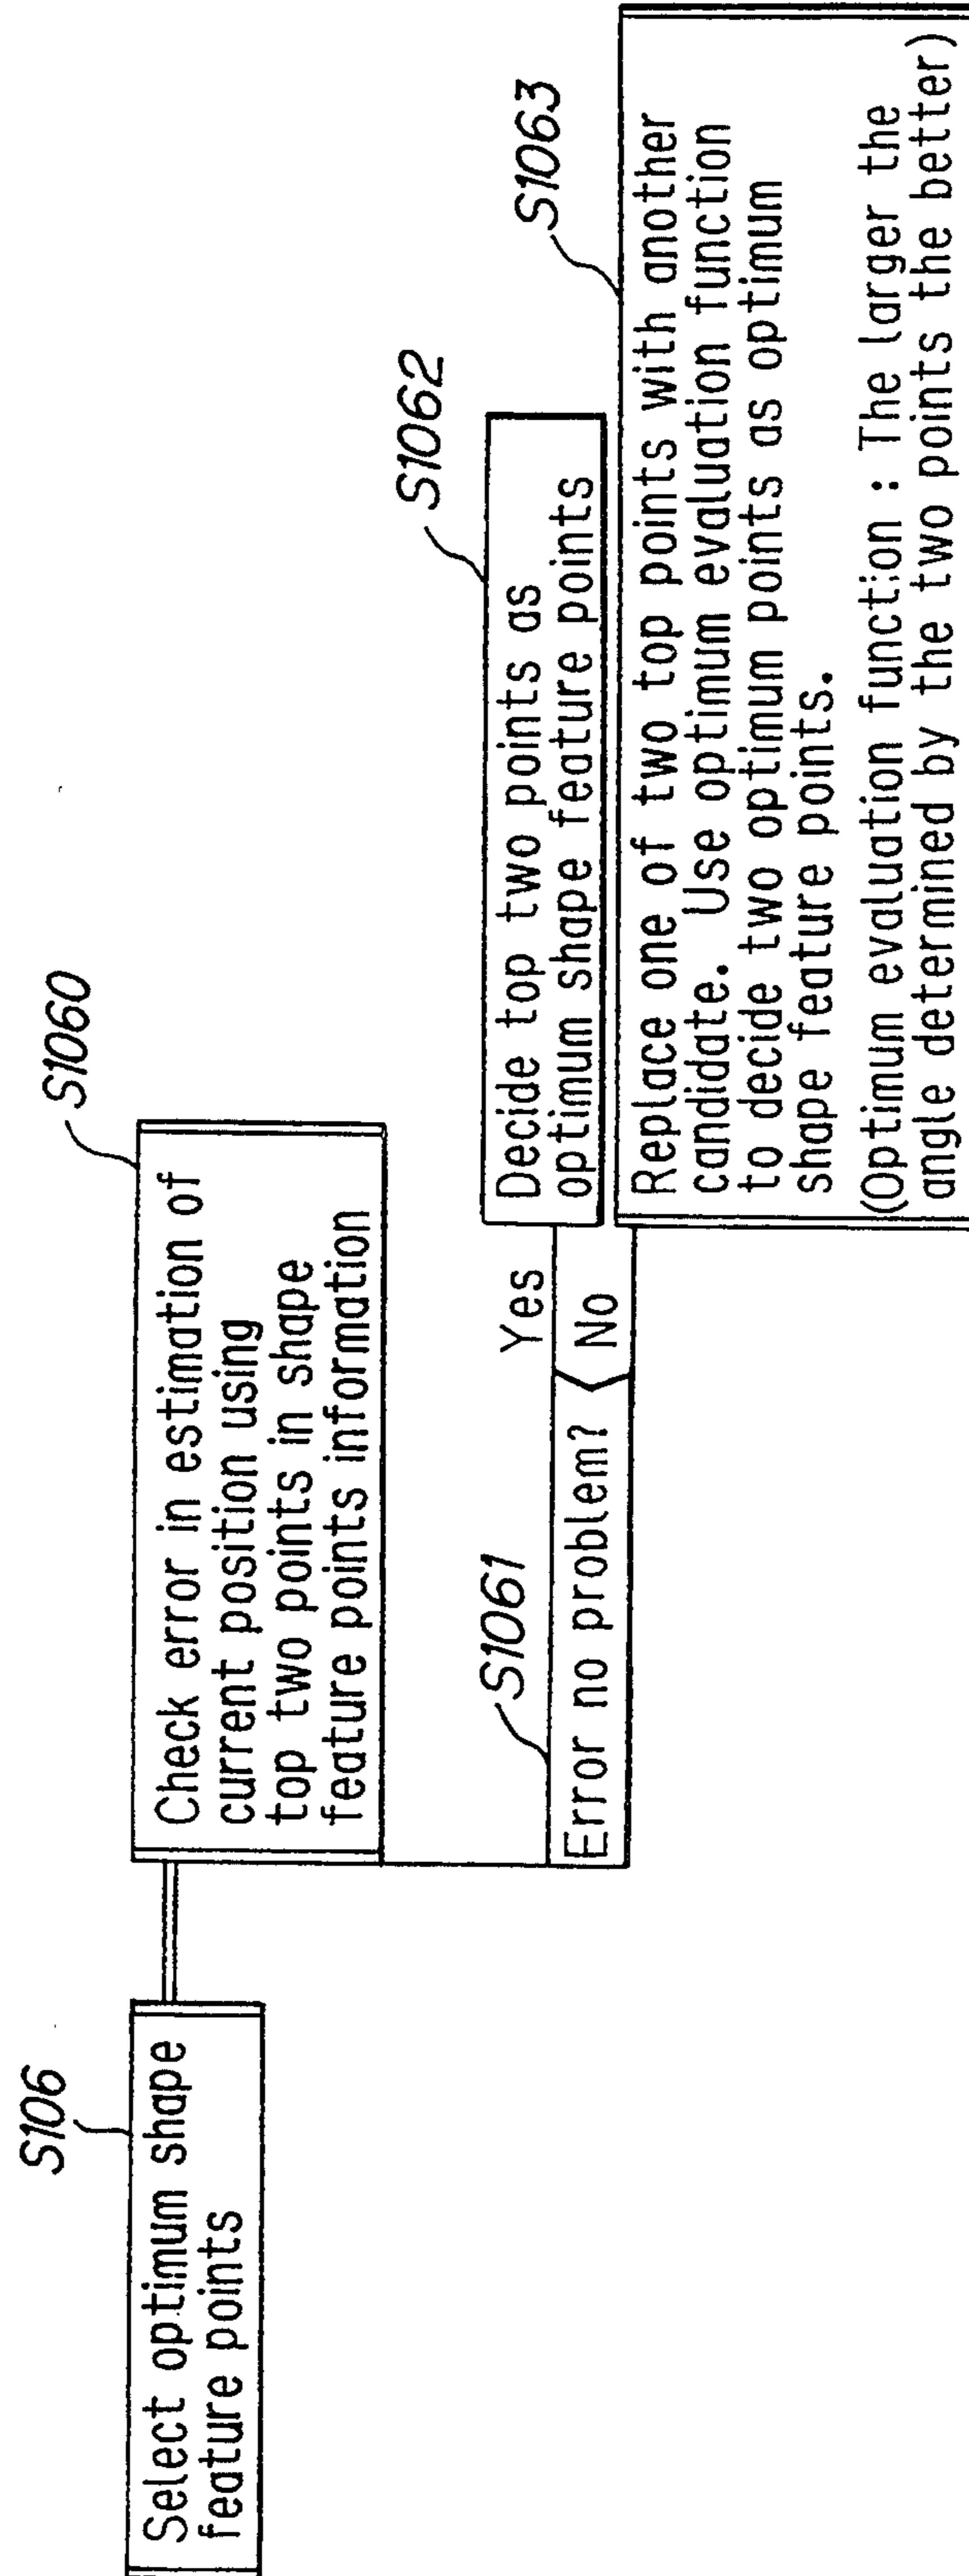 S106
Select optimum shape
feature points
S1060
Check error in estimation of
current position using
top two points in shape
feature points information
S1061
Error no problem?
Yes
No
S1062
Decide top two points as
optimum shape feature points
S1063
Replace one of two top points with another
candidate. Use optimum evaluation function
to decide two optimum points as optimum
shape feature points.
(Optimum evaluation function : The larger the
angle determined by the two points the better)